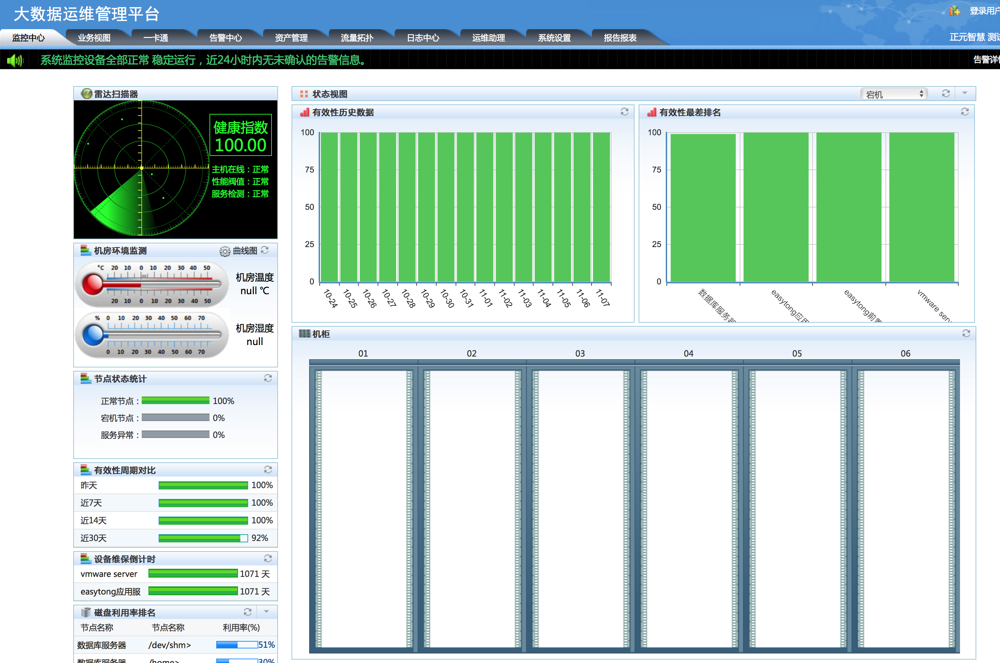 大数据运维管理平台
登录用户
监控中心 业务视图 一卡通 告警中心 资产管理 流量拓扑 日志中心 运维助理 系统设置 报告报表
正元智慧 测试
系统监控设备全部正常 稳定运行，近24小时内无未确认的告警信息。
告警详情
雷达扫描器
健康指数
100.00
主机在线：正常
性能阀值：正常
服务检测：正常
机房环境监测 曲线图
°C 20 10 0 10 20 30 40 50
20 10 0 10 20 30 40 50
机房温度
null ℃
% 0 10 20 30 40 50 60 70
0 10 20 30 40 50 60 70
机房湿度
null
节点状态统计
正常节点： 100%
宕机节点： 0%
服务异常： 0%
有效性周期对比
昨天 100%
近7天 100%
近14天 100%
近30天 92%
设备维保倒计时
vmware server 1071 天
easytong应用服 1071 天
磁盘利用率排名
节点名称 节点名称 利用率(%)
数据库服务器 /dev/shm> 51%
数据库服务器 /home> 30%
状态视图 宕机
有效性历史数据
100
75
50
25
0
10-24 10-25 10-26 10-27 10-28 10-29 10-30 10-31 11-01 11-02 11-03 11-04 11-05 11-06 11-07
有效性最差排名
100
75
50
25
0
数据库服务器 easytong应用 easytong前置 vmware serv
机柜
01 02 03 04 05 06